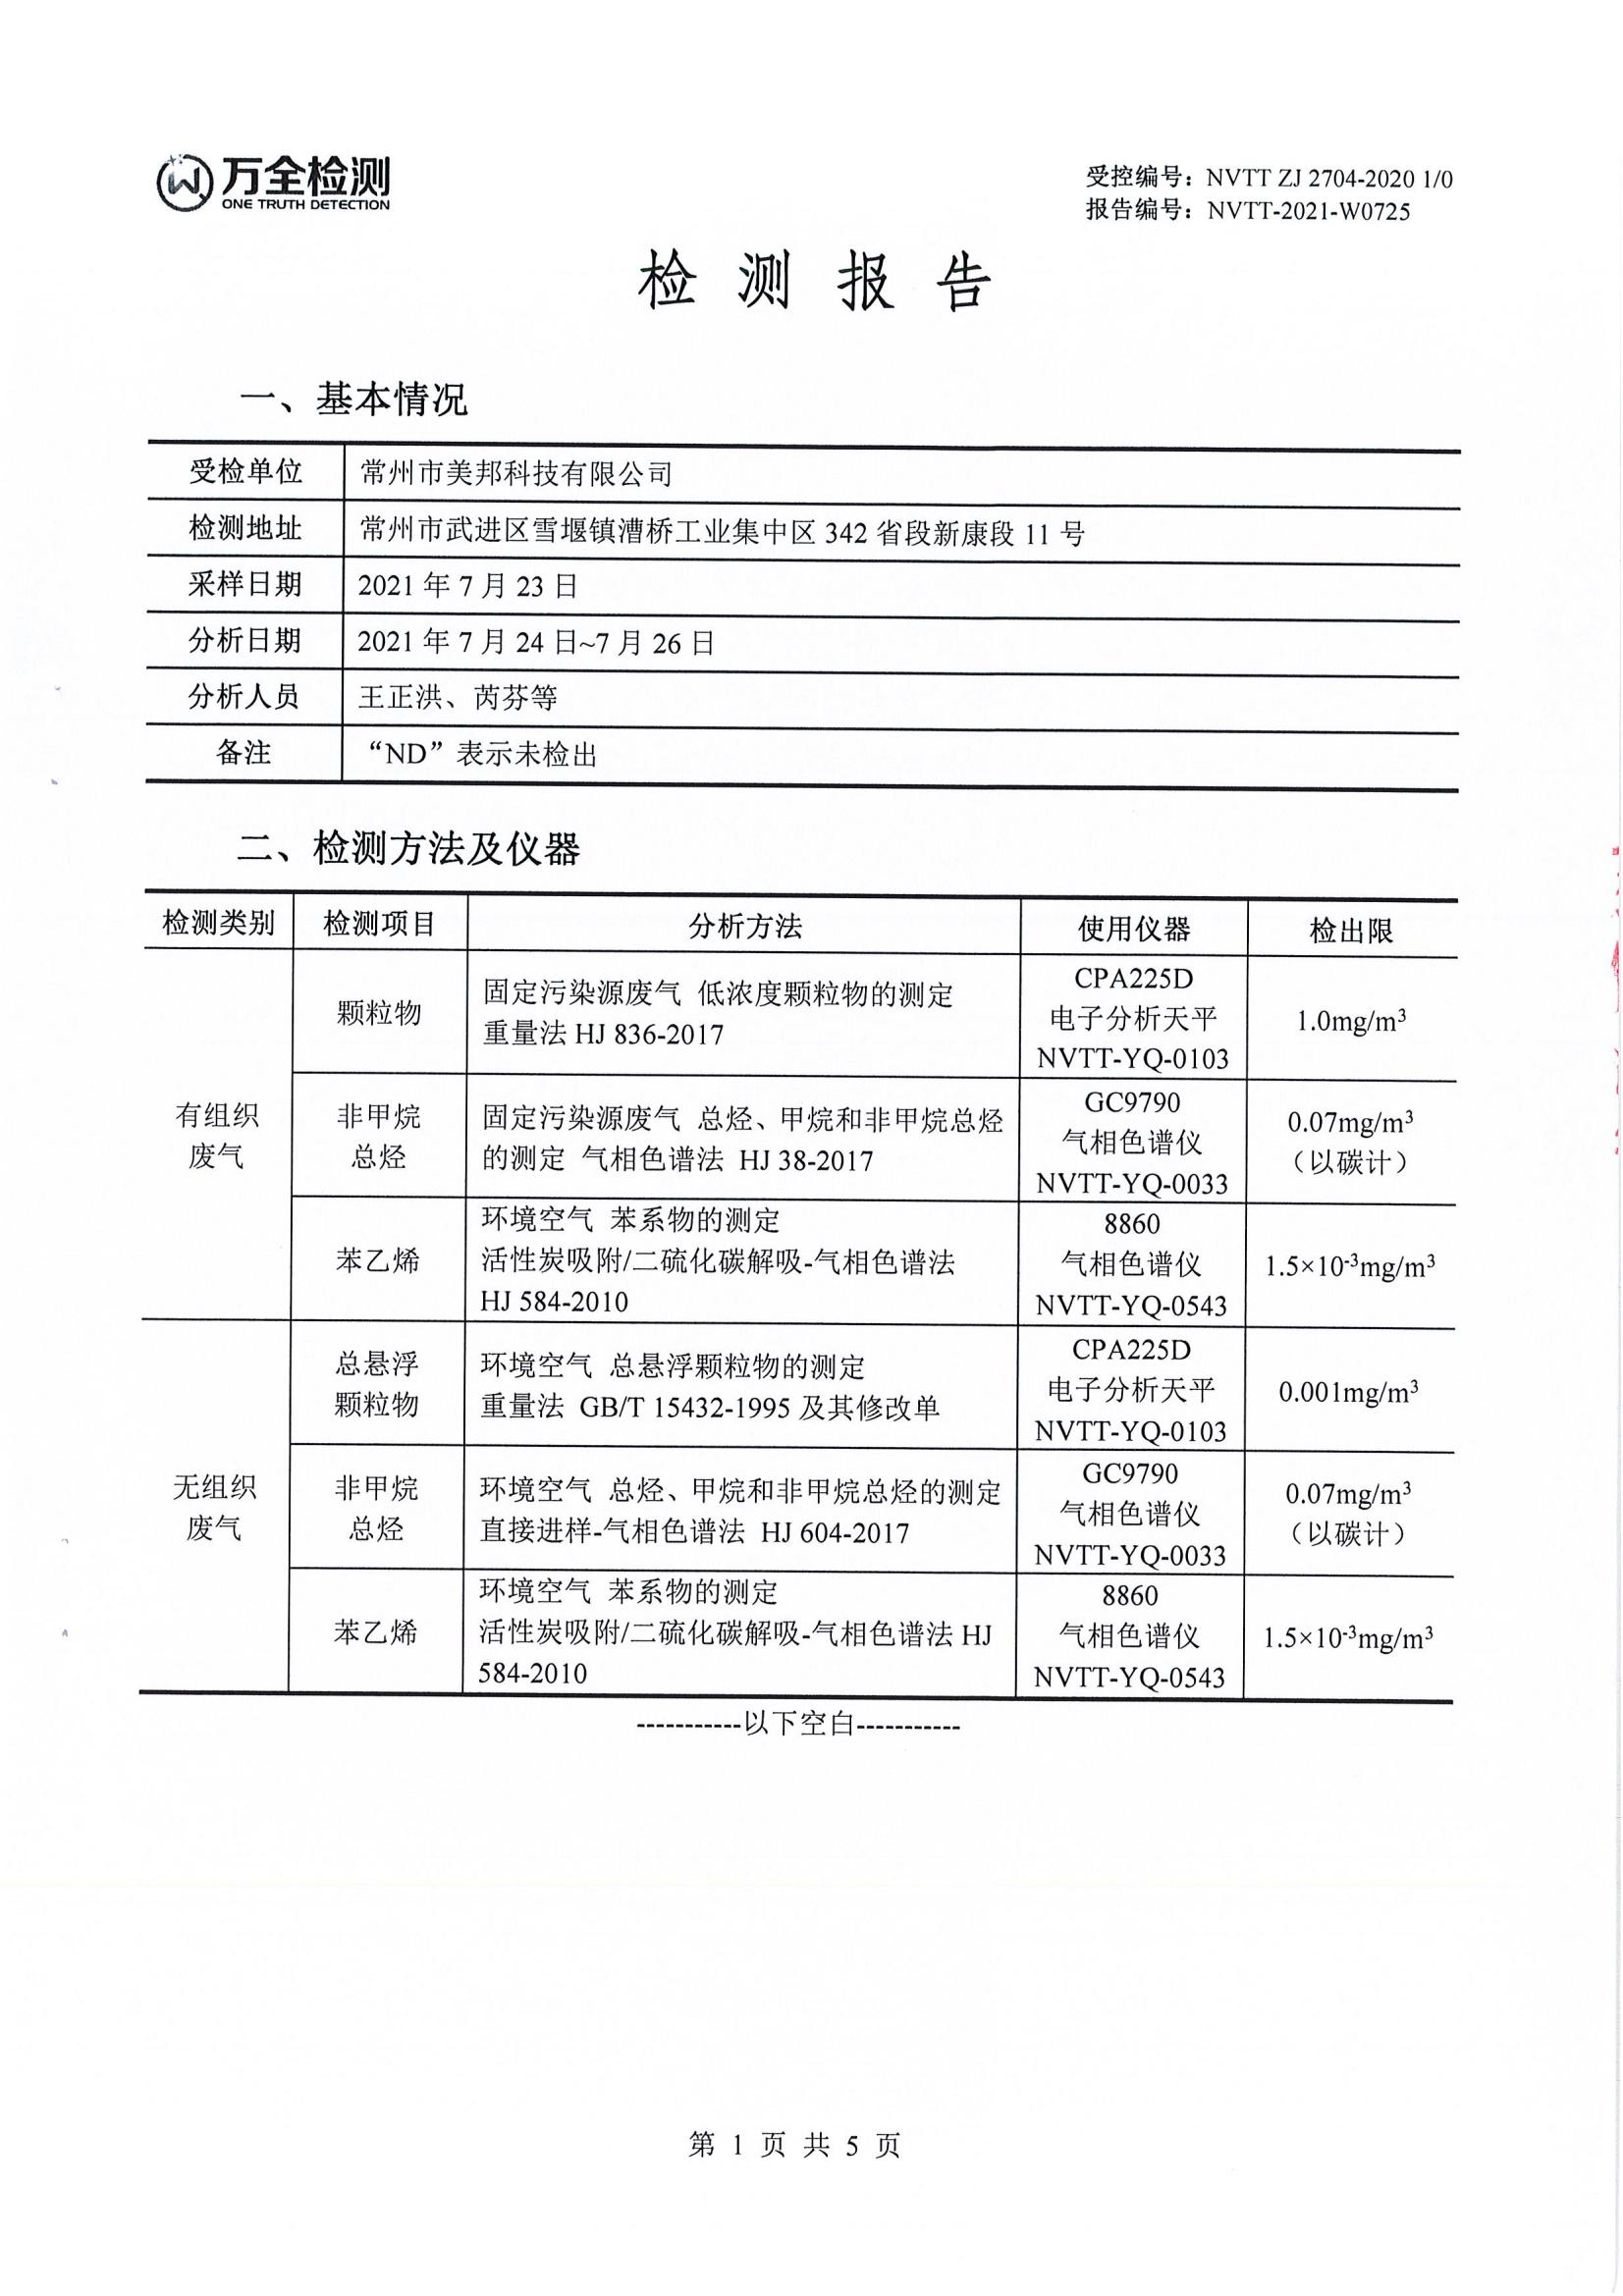 万全检测
ONE TRUTH DETECTION
受控编号：NVTT ZJ 2704-2020 1/0
报告编号：NVTT-2021-W0725
检测报告
一、基本情况
受检单位 常州市美邦科技有限公司
检测地址 常州市武进区雪堰镇漕桥工业集中区 342 省段新康段 11 号
采样日期 2021 年 7 月 23 日
分析日期 2021 年 7 月 24 日~7 月 26 日
分析人员 王正洪、芮芬等
备注 “ND”表示未检出
二、检测方法及仪器
检测类别 检测项目 分析方法 使用仪器 检出限
有组织
废气
颗粒物
固定污染源废气 低浓度颗粒物的测定
重量法 HJ 836-2017
CPA225D
电子分析天平
NVTT-YQ-0103
1.0mg/m³
非甲烷
总烃
固定污染源废气 总烃、甲烷和非甲烷总烃
的测定 气相色谱法 HJ 38-2017
GC9790
气相色谱仪
NVTT-YQ-0033
0.07mg/m³
（以碳计）
苯乙烯
环境空气 苯系物的测定
活性炭吸附/二硫化碳解吸-气相色谱法
HJ 584-2010
8860
气相色谱仪
NVTT-YQ-0543
1.5×10⁻³mg/m³
无组织
废气
总悬浮
颗粒物
环境空气 总悬浮颗粒物的测定
重量法 GB/T 15432-1995 及其修改单
CPA225D
电子分析天平
NVTT-YQ-0103
0.001mg/m³
非甲烷
总烃
环境空气 总烃、甲烷和非甲烷总烃的测定
直接进样-气相色谱法 HJ 604-2017
GC9790
气相色谱仪
NVTT-YQ-0033
0.07mg/m³
（以碳计）
苯乙烯
环境空气 苯系物的测定
活性炭吸附/二硫化碳解吸-气相色谱法 HJ
584-2010
8860
气相色谱仪
NVTT-YQ-0543
1.5×10⁻³mg/m³
-----------以下空白-----------
第 1 页 共 5 页